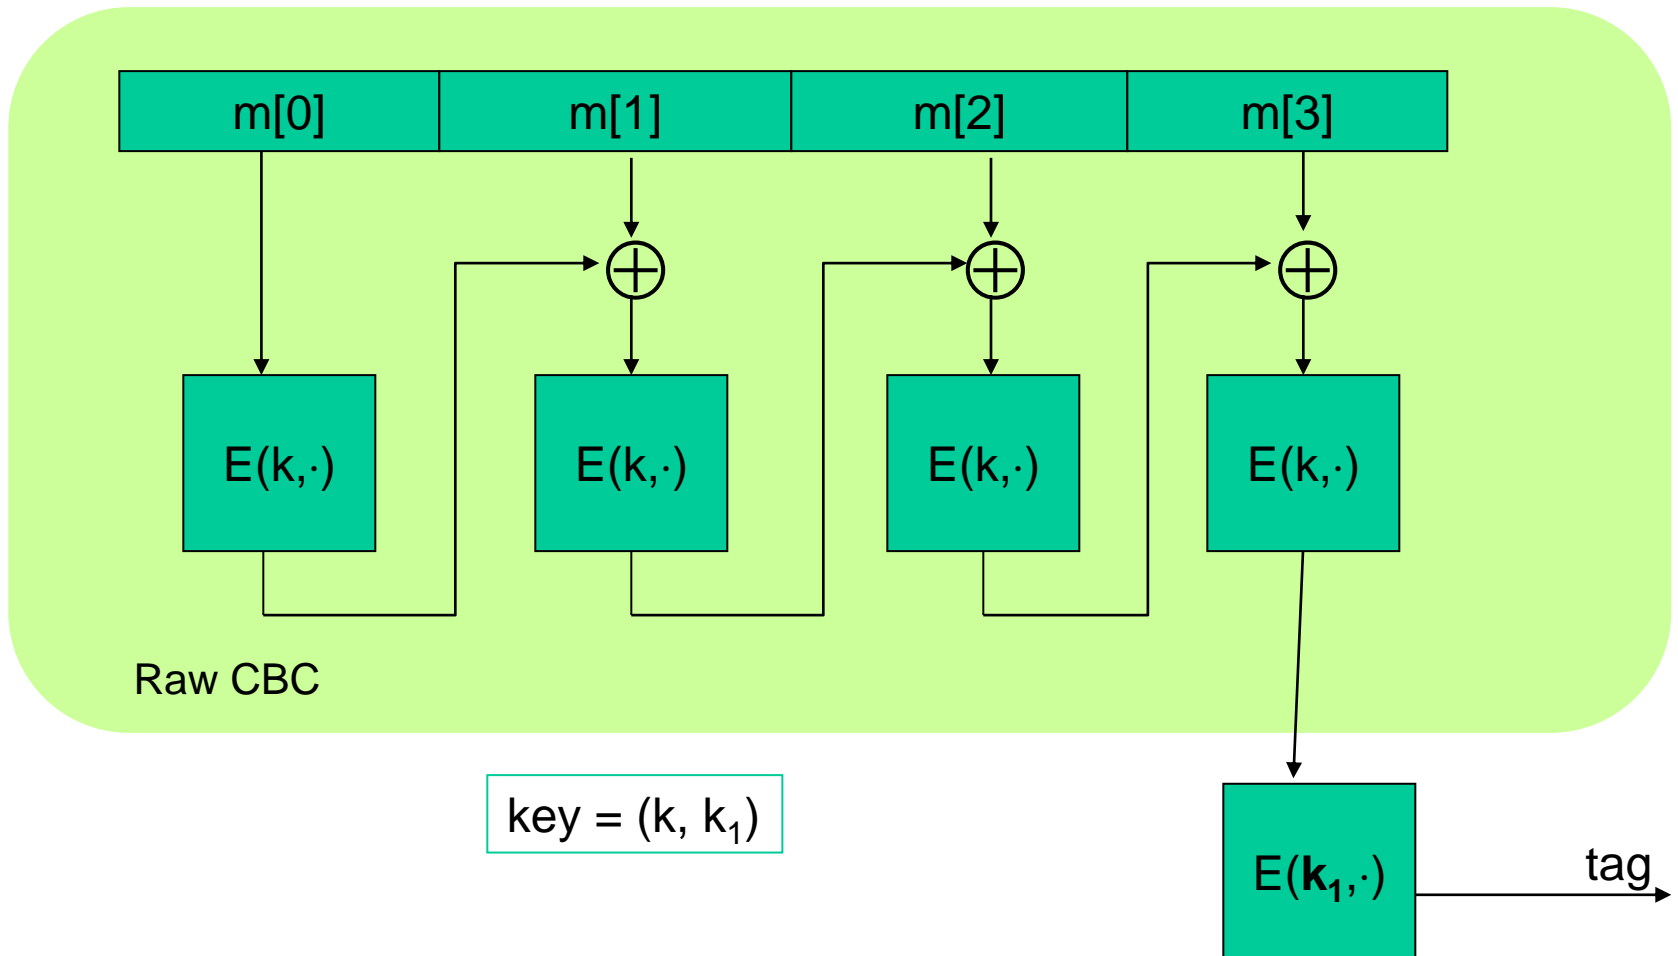 m[0] m[1] m[2] m[3]
E(k,·) E(k,·) E(k,·) E(k,·)
Raw CBC
key = (k, k₁)
E(k₁,·)
tag